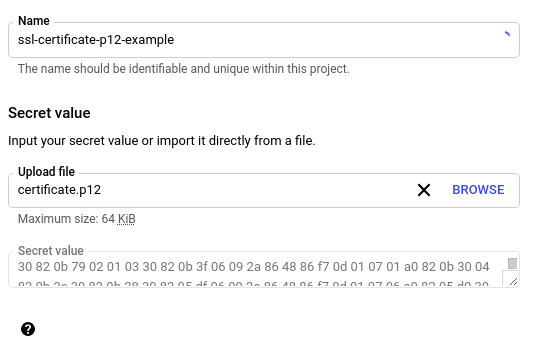 Name
ssl-certificate-p12-example
The name should be identifiable and unique within this project.
Secret value
Input your secret value or import it directly from a file.
Upload file
certificate.p12
BROWSE
Maximum size: 64 KiB
Secret value
30 82 0b 79 02 01 03 30 82 0b 3f 06 09 2a 86 48 86 f7 0d 01 07 01 a0 82 0b 30 04